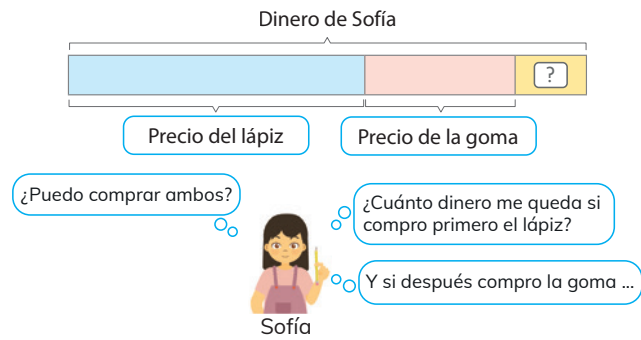 Dinero de Sofía
?
Precio del lápiz
Precio de la goma
¿Puedo comprar ambos?
¿Cuánto dinero me queda si
compro primero el lápiz?
Y si después compro la goma ...
Sofía